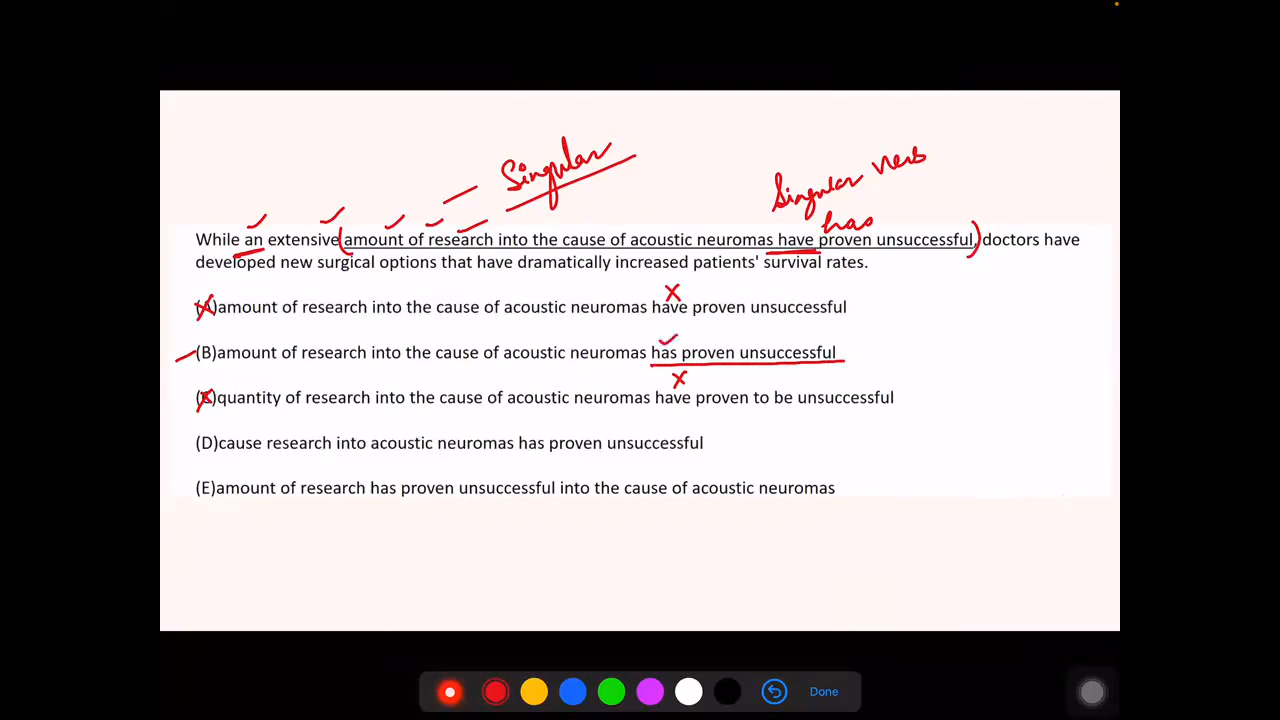 Singular
Singular verb
has
While an extensive amount of research into the cause of acoustic neuromas have proven unsuccessful, doctors have
developed new surgical options that have dramatically increased patients' survival rates.
(A)amount of research into the cause of acoustic neuromas have proven unsuccessful
(B)amount of research into the cause of acoustic neuromas has proven unsuccessful
(C)quantity of research into the cause of acoustic neuromas have proven to be unsuccessful
(D)cause research into acoustic neuromas has proven unsuccessful
(E)amount of research has proven unsuccessful into the cause of acoustic neuromas
Done